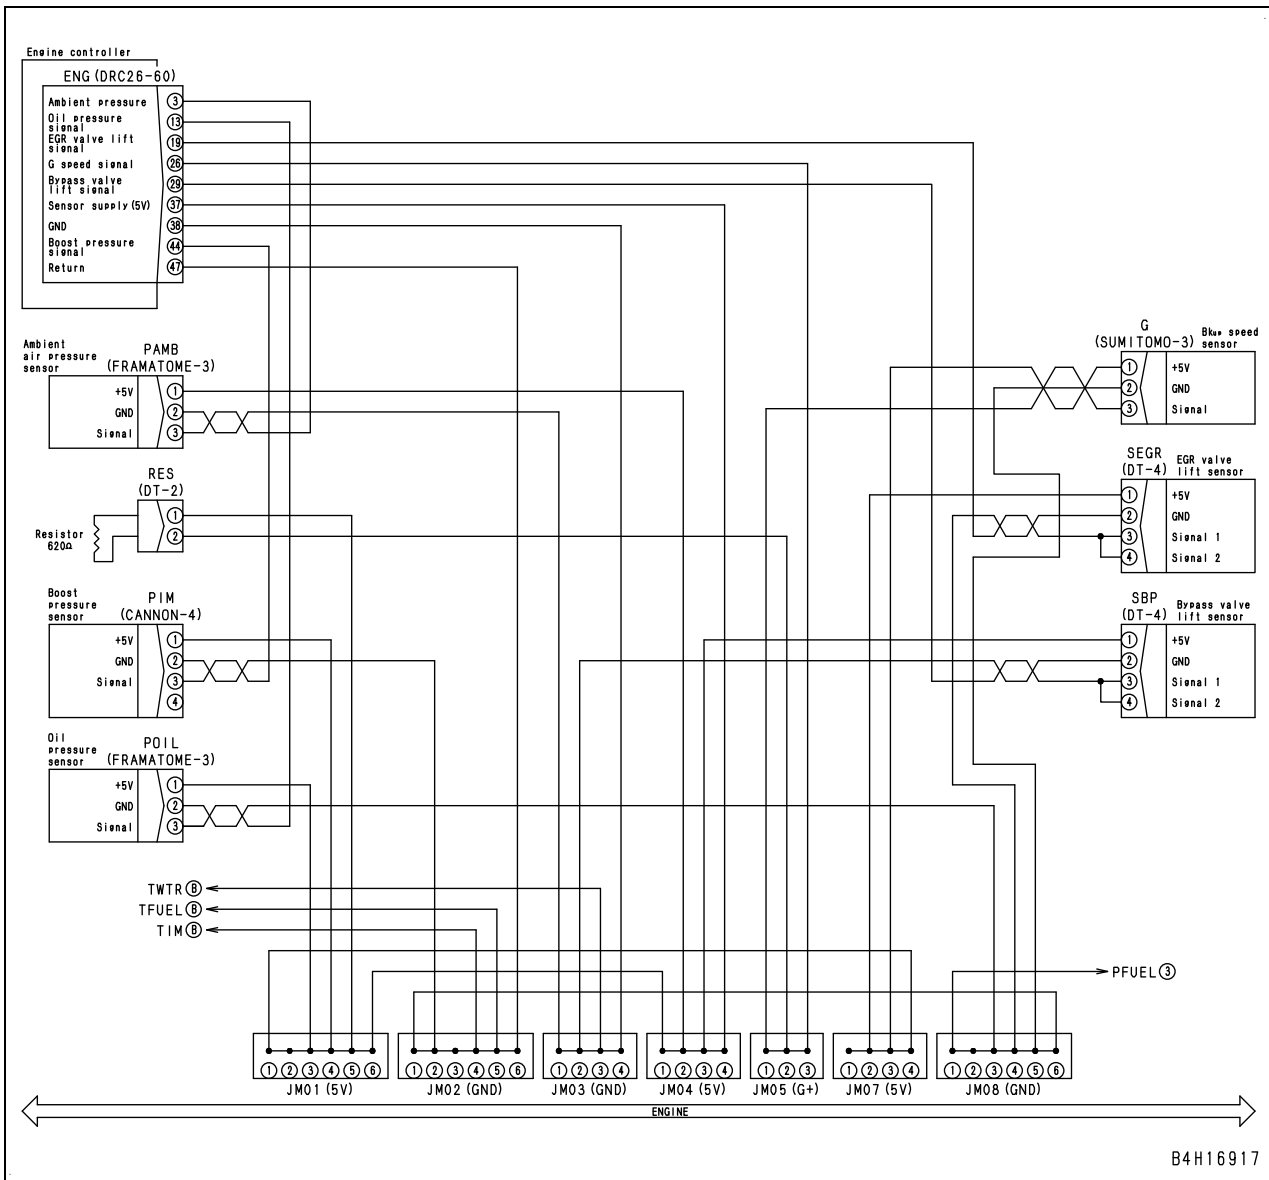 Engine controller
ENG (DRC26-60)
Ambient pressure 3
Oil pressure signal 13
EGR valve lift signal 19
G speed signal 26
Bypass valve lift signal 29
Sensor supply (5V) 37
GND 38
Boost pressure signal 44
Return 47
Ambient air pressure sensor
PAMB
(FRAMATOME-3)
+5V 1
GND 2
Signal 3
RES
(DT-2)
1
2
Resistor
620Ω
Boost pressure sensor
PIM
(CANNON-4)
+5V 1
GND 2
Signal 3
4
Oil pressure sensor
POIL
(FRAMATOME-3)
+5V 1
GND 2
Signal 3
G
(SUMITOMO-3)
Bkup speed sensor
1 +5V
2 GND
3 Signal
SEGR
(DT-4)
EGR valve lift sensor
1 +5V
2 GND
3 Signal 1
4 Signal 2
SBP
(DT-4)
Bypass valve lift sensor
1 +5V
2 GND
3 Signal 1
4 Signal 2
TWTR B
TFUEL B
TIM B
PFUEL 3
1 2 3 4 5 6
JM01 (5V)
1 2 3 4 5 6
JM02 (GND)
1 2 3 4
JM03 (GND)
1 2 3 4
JM04 (5V)
1 2 3
JM05 (G+)
1 2 3 4
JM07 (5V)
1 2 3 4 5 6
JM08 (GND)
ENGINE
B4H16917